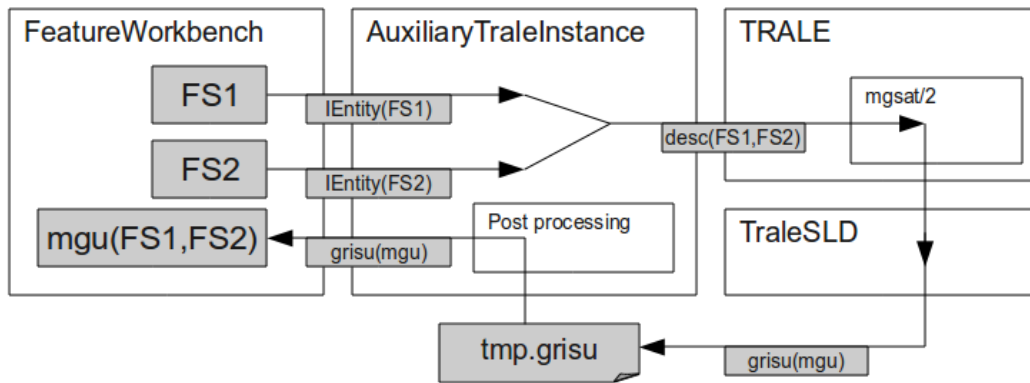 FeatureWorkbench
AuxiliaryTraleInstance
TRALE
FS1
IEntity(FS1)
mgsat/2
desc(FS1,FS2)
FS2
IEntity(FS2)
mgu(FS1,FS2)
grisu(mgu)
Post processing
TraleSLD
tmp.grisu
grisu(mgu)